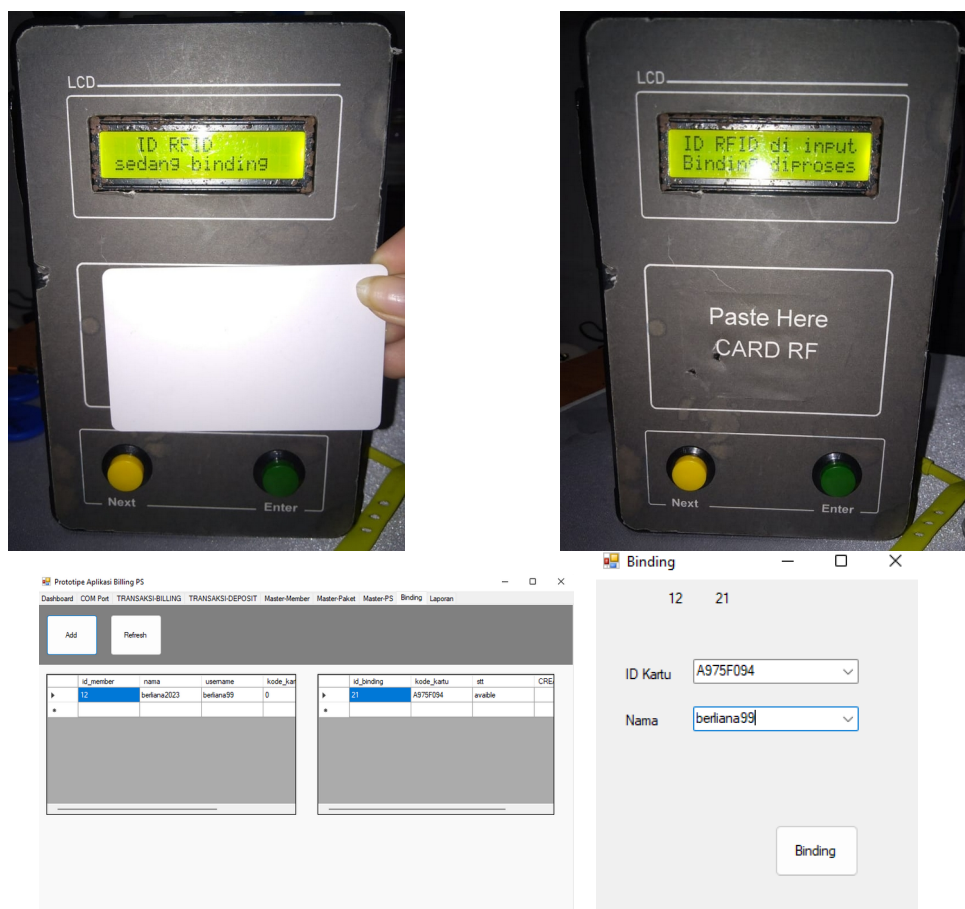 LCD
ID RFID
sedang binding
Next
Enter
LCD
ID RFID di input
Binding diproses
Paste Here
CARD RF
Next
Enter
Prototipe Aplikasi Billing PS
Dashboard COM Port TRANSAKSI-BILLING TRANSAKSI-DEPOSIT Master-Member Master-Paket Master-PS Binding Laporan
Add Refresh
id_member nama username kode_kar
12 berliana2023 berliana99 0
id_binding kode_kartu stt CRE
21 A975F094 avaible
Binding
12 21
ID Kartu A975F094
Nama berliana99
Binding